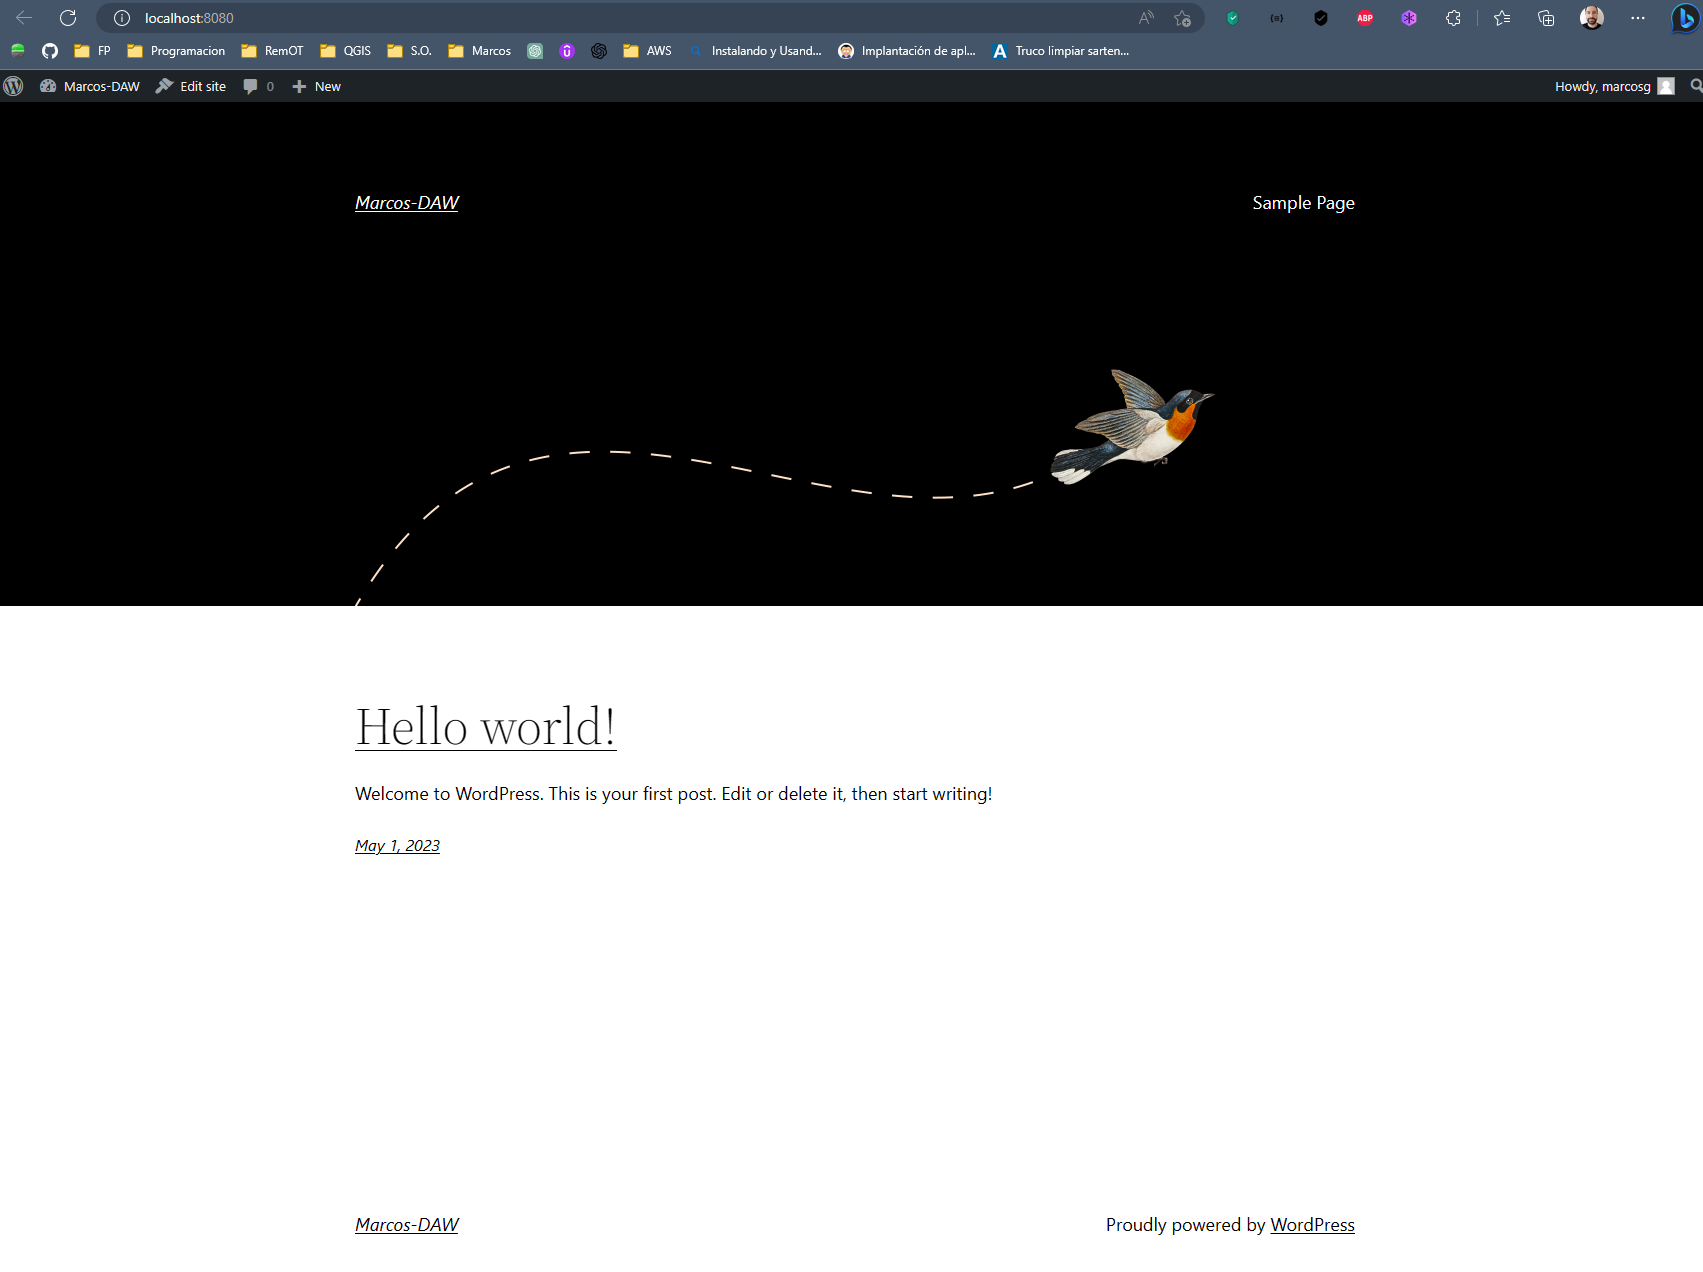 localhost:8080
FP Programacion RemOT QGIS S.O. Marcos AWS Instalando y Usand... Implantación de apl... Truco limpiar sarten...
Marcos-DAW Edit site 0 New Howdy, marcosg
Marcos-DAW Sample Page
Hello world!
Welcome to WordPress. This is your first post. Edit or delete it, then start writing!
May 1, 2023
Marcos-DAW Proudly powered by WordPress